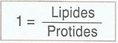 1 = Lipides
Protides